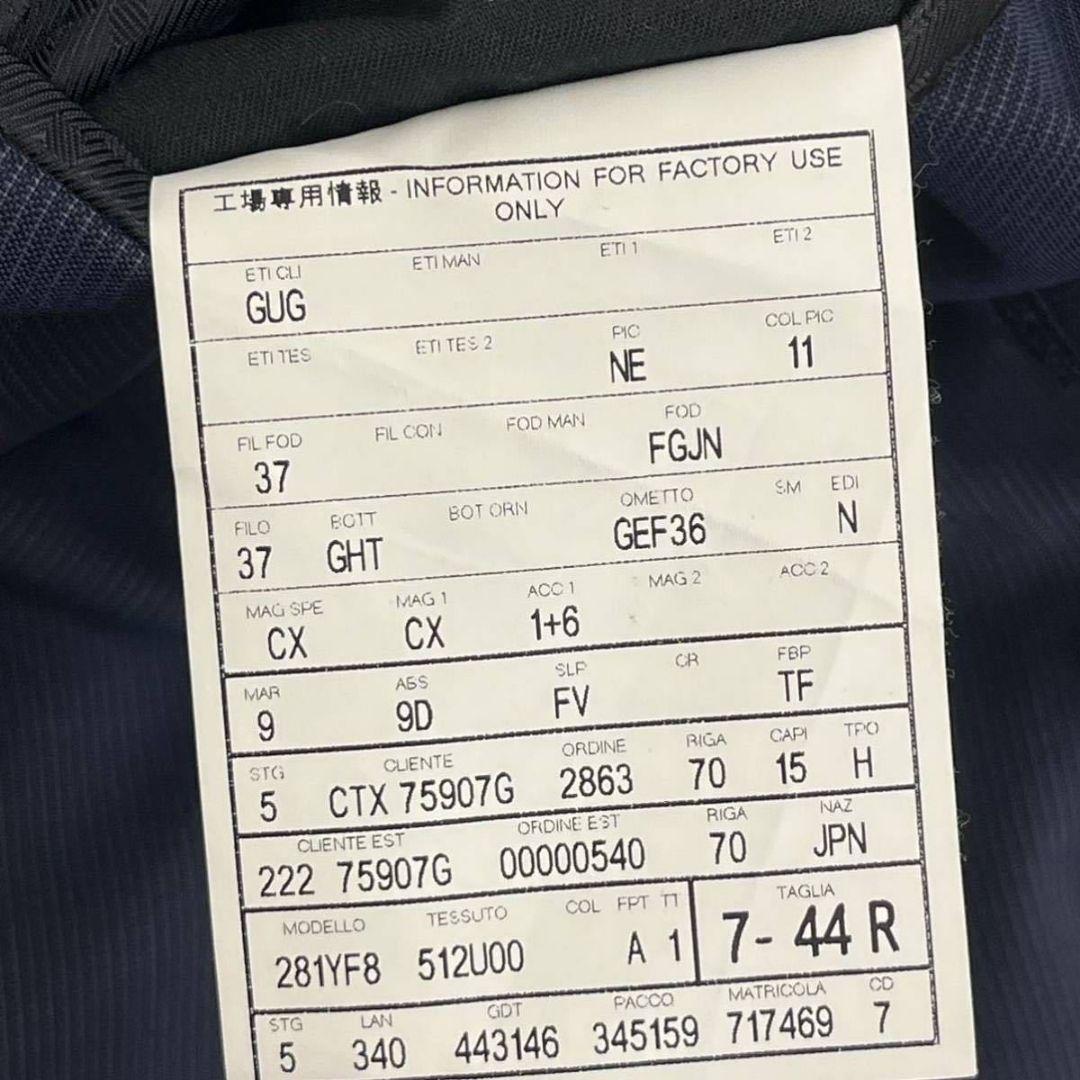 工場専用情報 - INFORMATION FOR FACTORY USE
ONLY
ETI CLI ETI MAN ETI 1 ETI 2
GUG
ETI TES ETI TES 2 PIC COL PIC
NE 11
FIL FOD FIL CON FOD MAN FOD
37 FGJN
FILO BOTT BOT ORN OMETTO SM EDI
37 GHT GEF36 N
MAG SPE MAG 1 ACC 1 MAG 2 ACC 2
CX CX 1+6
MAR ABS SLP CR FBP
9 9D FV TF
STG CLIENTE ORDINE RIGA CAPI TPO
5 CTX 75907G 2863 70 15 H
CLIENTE EST ORDINE EST RIGA NAZ
222 75907G 00000540 70 JPN
MODELLO TESSUTO COL FPT TT TAGLIA
281YF8 512U00 A 1 7- 44 R
STG LAN GDT PACCO MATRICOLA CD
5 340 443146 345159 717469 7